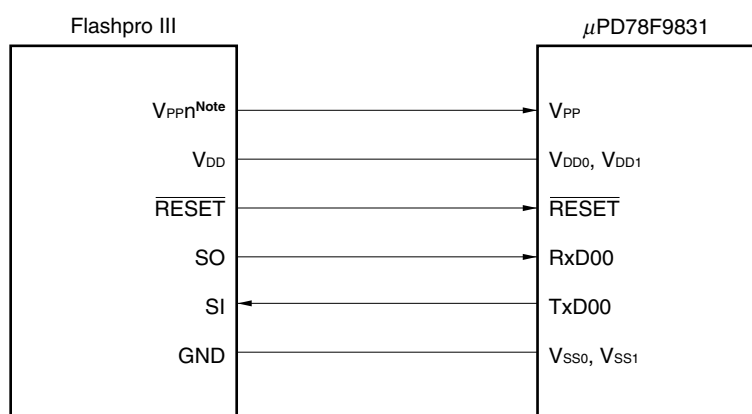 Flashpro III
μPD78F9831
VPPnNote
VPP
VDD
VDD0, VDD1
RESET
RESET
SO
RxD00
SI
TxD00
GND
VSS0, VSS1